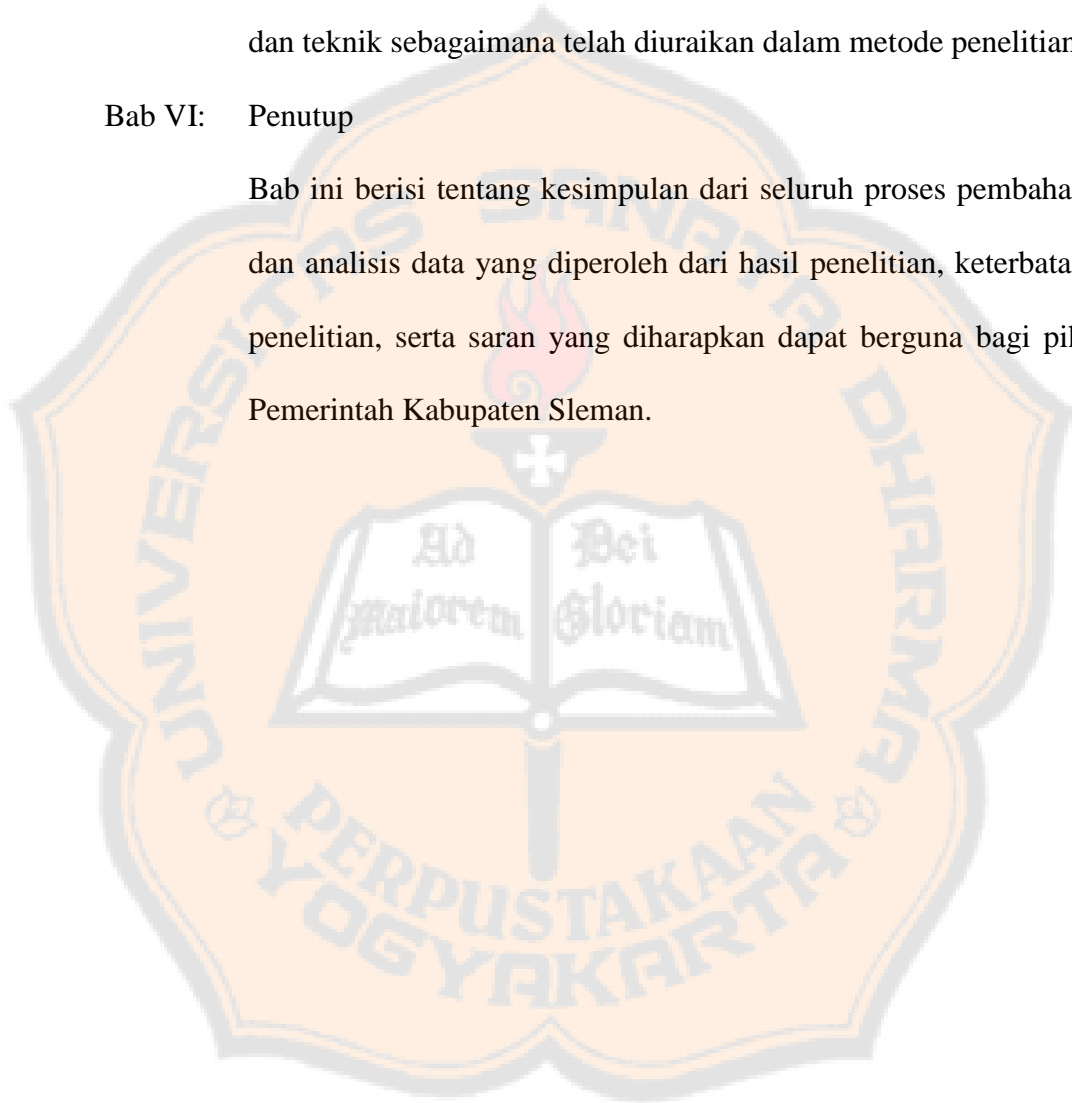 dan teknik sebagaimana telah diuraikan dalam metode penelitian
Bab VI: Penutup
Bab ini berisi tentang kesimpulan dari seluruh proses pembaha
dan analisis data yang diperoleh dari hasil penelitian, keterbata
penelitian, serta saran yang diharapkan dapat berguna bagi pi
Pemerintah Kabupaten Sleman.
UNIVERSITAS SANATA DHARMA
Ad Dei
Maiorem Gloriam
PERPUSTAKAAN
YOGYAKARTA